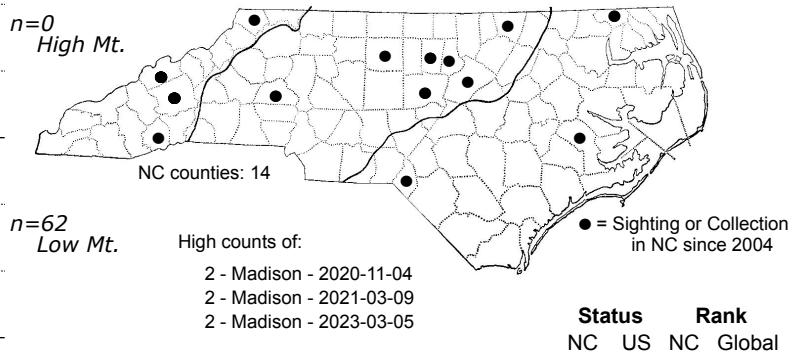 n=0
High Mt.
NC counties: 14
n=62
Low Mt.
High counts of:
2 - Madison - 2020-11-04
2 - Madison - 2021-03-09
2 - Madison - 2023-03-05
● = Sighting or Collection
in NC since 2004
Status Rank
NC US NC Global